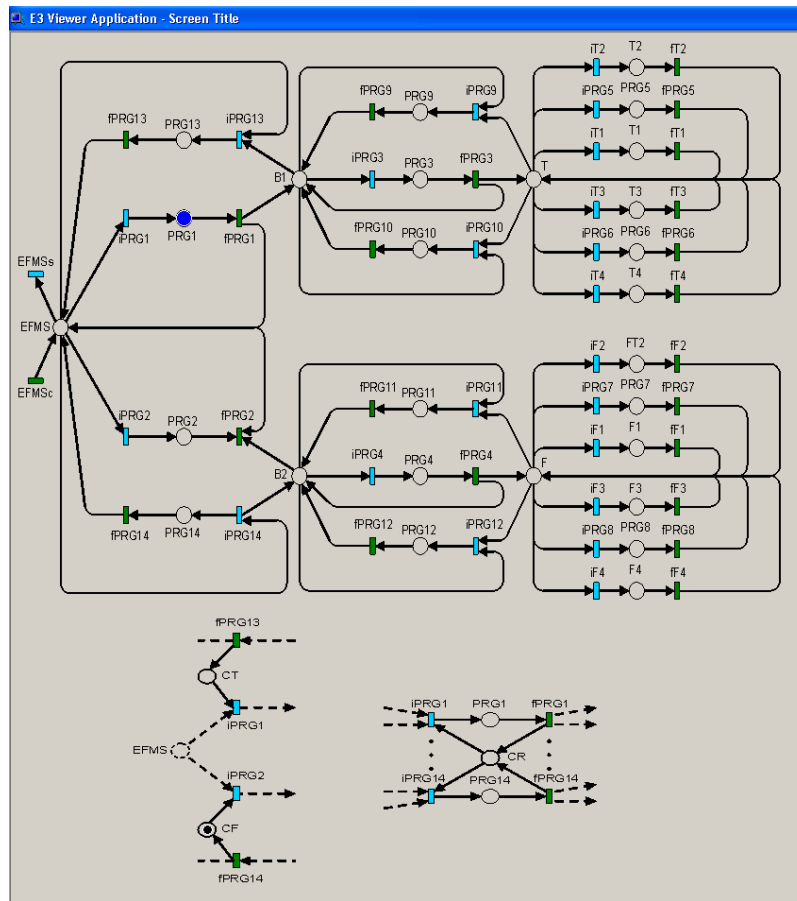 E3 Viewer Application - Screen Title
iT2 T2 fT2
fPRG9 PRG9 iPRG9
iPRG5 PRG5 fPRG5
fPRG13 PRG13 iPRG13
iT1 T1 fT1
iPRG3 PRG3 fPRG3
B1
T
iT3 T3 fT3
iPRG1 PRG1 fPRG1
fPRG10 PRG10 iPRG10
iPRG6 PRG6 fPRG6
EFMSs
iT4 T4 fT4
EFMS
EFMSc
iF2 FT2 fF2
fPRG11 PRG11 iPRG11
iPRG7 PRG7 fPRG7
iPRG2 PRG2 fPRG2
iF1 F1 fF1
iPRG4 PRG4 fPRG4
B2
F
iF3 F3 fF3
fPRG14 PRG14 iPRG14
fPRG12 PRG12 iPRG12
iPRG8 PRG8 fPRG8
iF4 F4 fF4
fPRG13
CT
iPRG1
EFMS
iPRG2
CF
fPRG14
iPRG1 PRG1 fPRG1
CR
iPRG14 PRG14 fPRG14